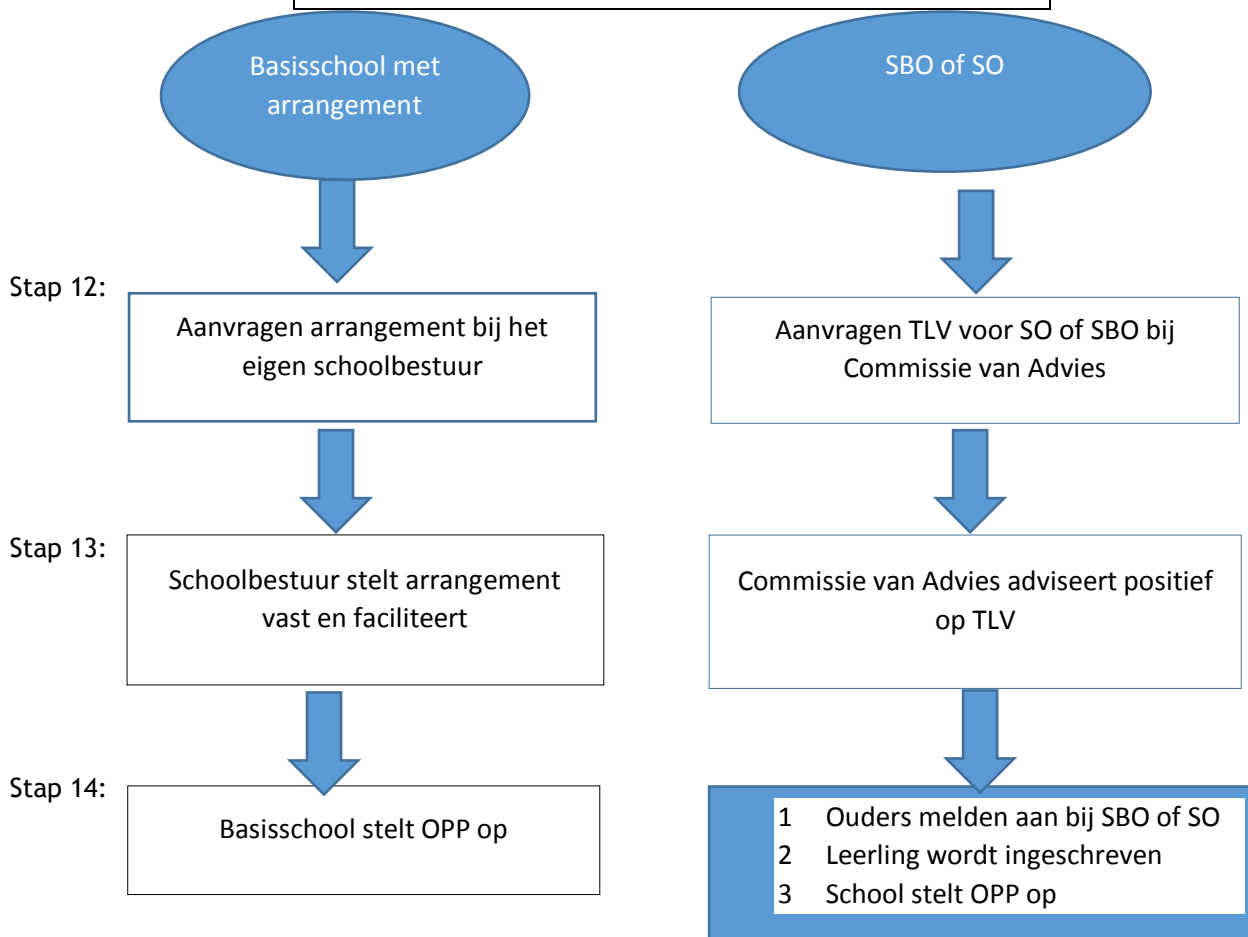 Basisschool met
arrangement
SBO of SO
Stap 12:
Aanvragen arrangement bij het
eigen schoolbestuur
Aanvragen TLV voor SO of SBO bij
Commissie van Advies
Stap 13:
Schoolbestuur stelt arrangement
vast en faciliteert
Commissie van Advies adviseert positief
op TLV
Stap 14:
Basisschool stelt OPP op
1 Ouders melden aan bij SBO of SO
2 Leerling wordt ingeschreven
3 School stelt OPP op